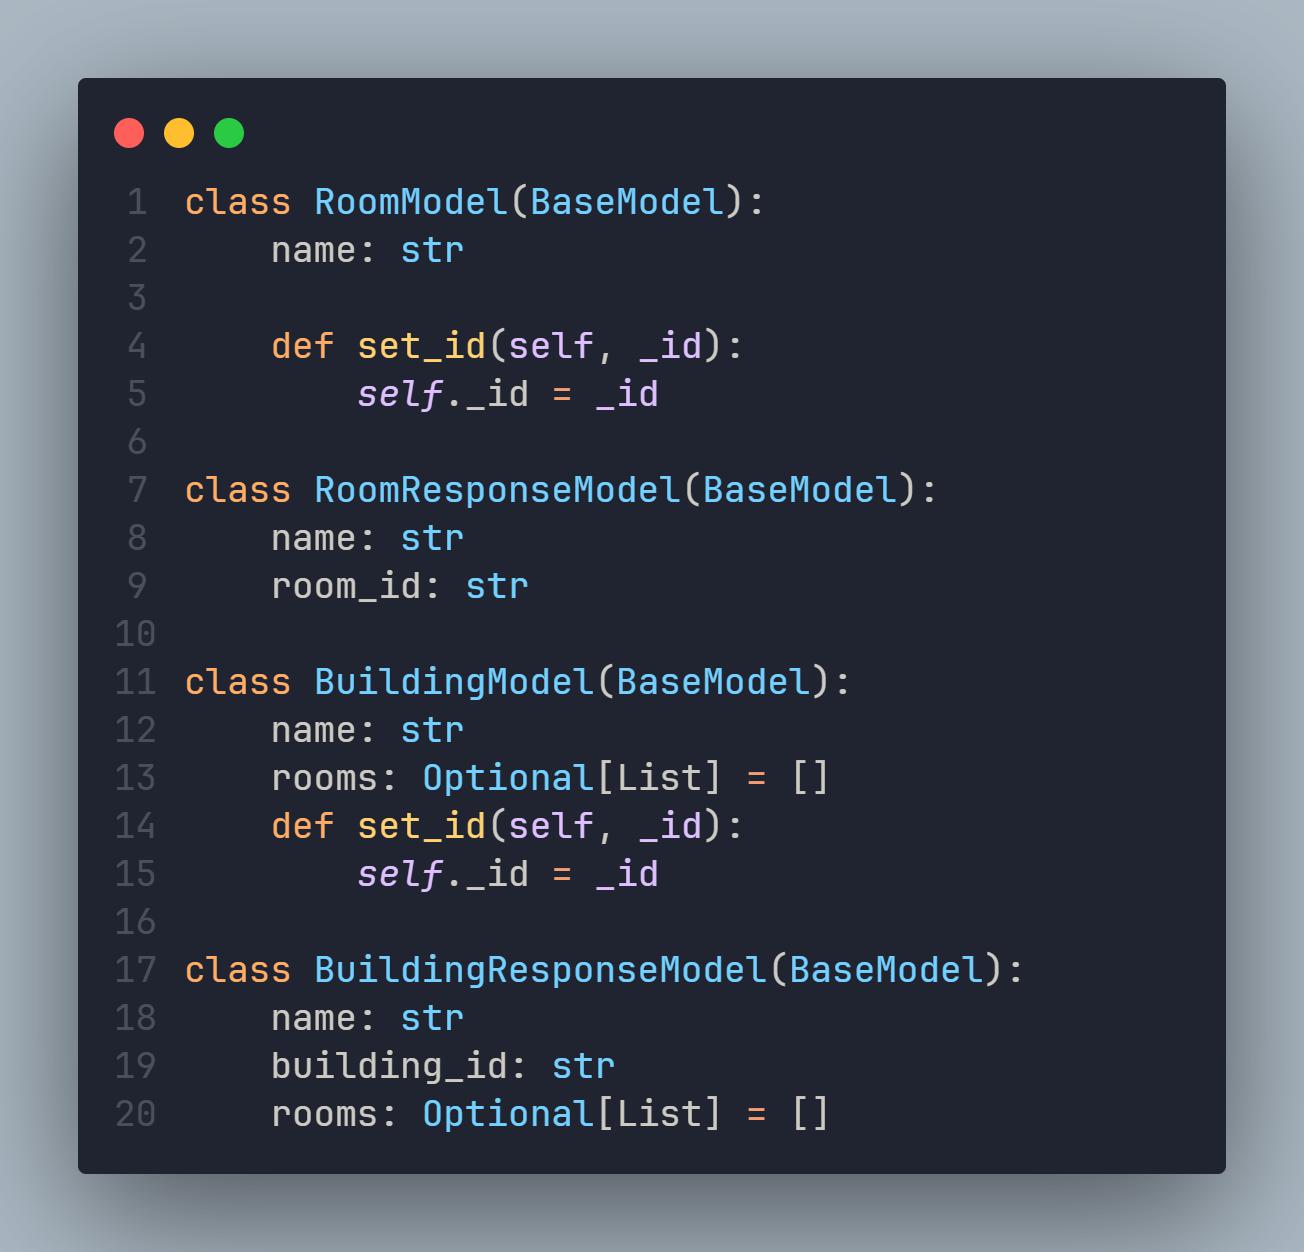 1 class RoomModel(BaseModel):
2     name: str
3
4     def set_id(self, _id):
5         self._id = _id
6
7 class RoomResponseModel(BaseModel):
8     name: str
9     room_id: str
10
11 class BuildingModel(BaseModel):
12     name: str
13     rooms: Optional[List] = []
14     def set_id(self, _id):
15         self._id = _id
16
17 class BuildingResponseModel(BaseModel):
18     name: str
19     building_id: str
20     rooms: Optional[List] = []